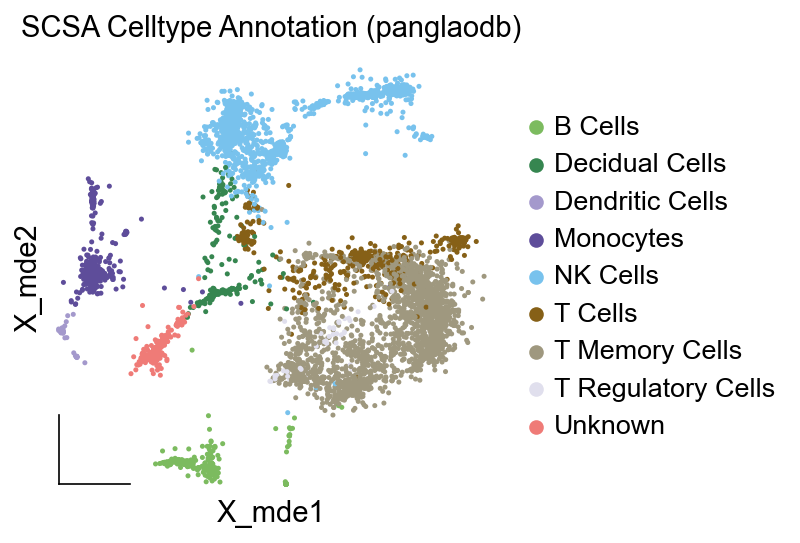 SCSA Celltype Annotation (panglaodb)
B Cells
Decidual Cells
Dendritic Cells
Monocytes
NK Cells
T Cells
T Memory Cells
T Regulatory Cells
Unknown
X_mde2
X_mde1